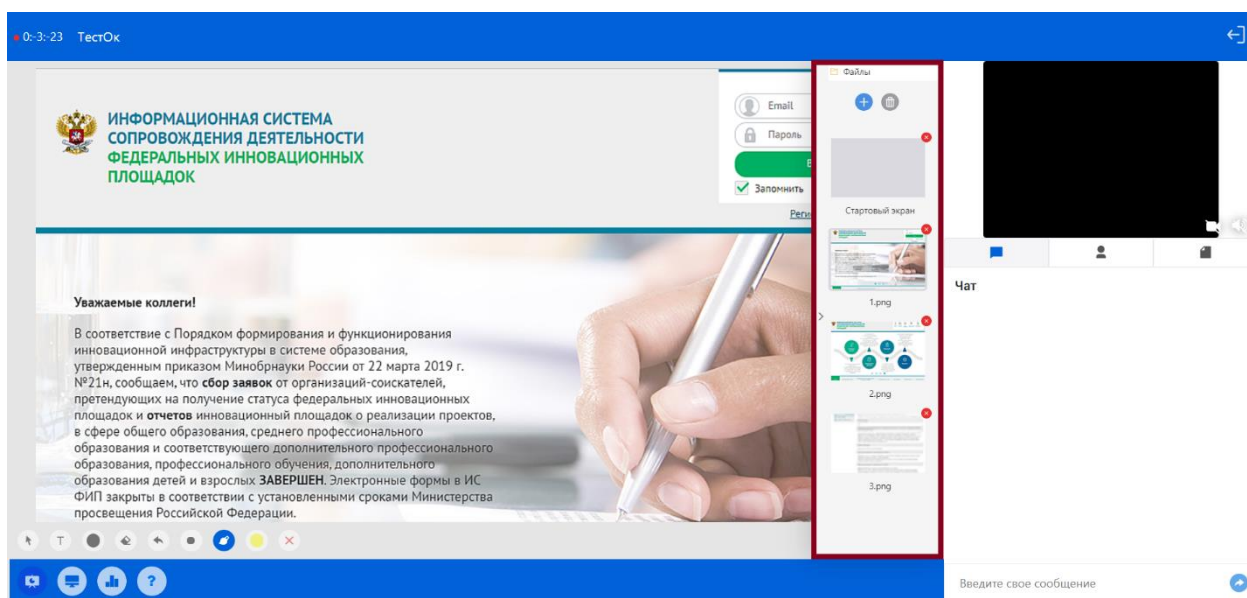 0:-3:-23 ТестОк
ИНФОРМАЦИОННАЯ СИСТЕМА
СОПРОВОЖДЕНИЯ ДЕЯТЕЛЬНОСТИ
ФЕДЕРАЛЬНЫХ ИННОВАЦИОННЫХ
ПЛОЩАДОК
Email
Пароль
В
Запомнить
Реги
Уважаемые коллеги!
В соответствие с Порядком формирования и функционирования
инновационной инфраструктуры в системе образования,
утвержденным приказом Минобрнауки России от 22 марта 2019 г.
№21н, сообщаем, что сбор заявок от организаций-соискателей,
претендующих на получение статуса федеральных инновационных
площадок и отчетов инновационный площадок о реализации проектов,
в сфере общего образования, среднего профессионального
образования и соответствующего дополнительного профессионального
образования, профессионального обучения, дополнительного
образования детей и взрослых ЗАВЕРШЕН. Электронные формы в ИС
ФИП закрыты в соответствии с установленными сроками Министерства
просвещения Российской Федерации.
T
?
Файлы
Стартовый экран
1.png
2.png
3.png
Чат
Введите свое сообщение